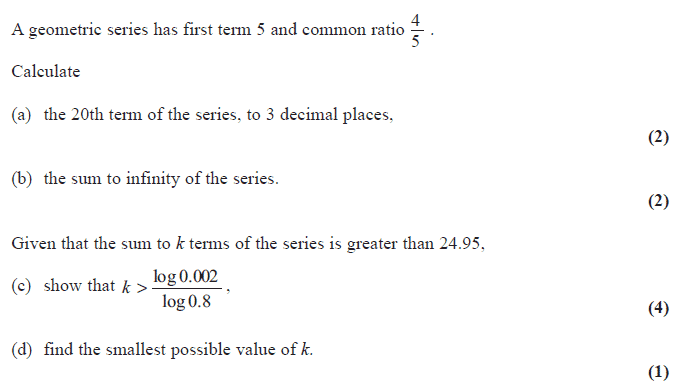 A geometric series has first term 5 and common ratio 4/5 .
Calculate
(a) the 20th term of the series, to 3 decimal places,
(2)
(b) the sum to infinity of the series.
(2)
Given that the sum to k terms of the series is greater than 24.95,
(c) show that k > log 0.002 / log 0.8 ,
(4)
(d) find the smallest possible value of k.
(1)